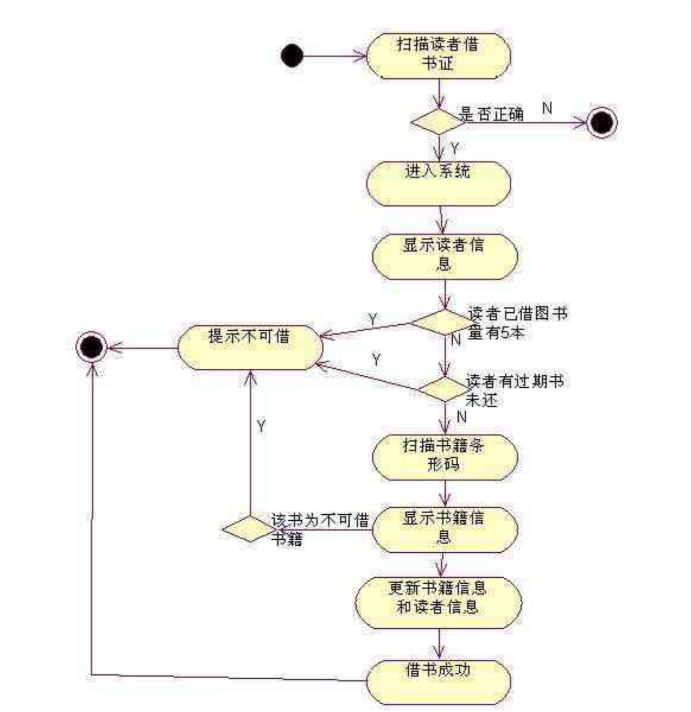 扫描读者借
书证
是否正确
N
Y
进入系统
显示读者信
息
读者已借图书
量有5本
Y
N
提示不可借
Y
读者有过期书
未还
N
Y
扫描书籍条
形码
该书为不可借
书籍
显示书籍信
息
更新书籍信息
和读者信息
借书成功